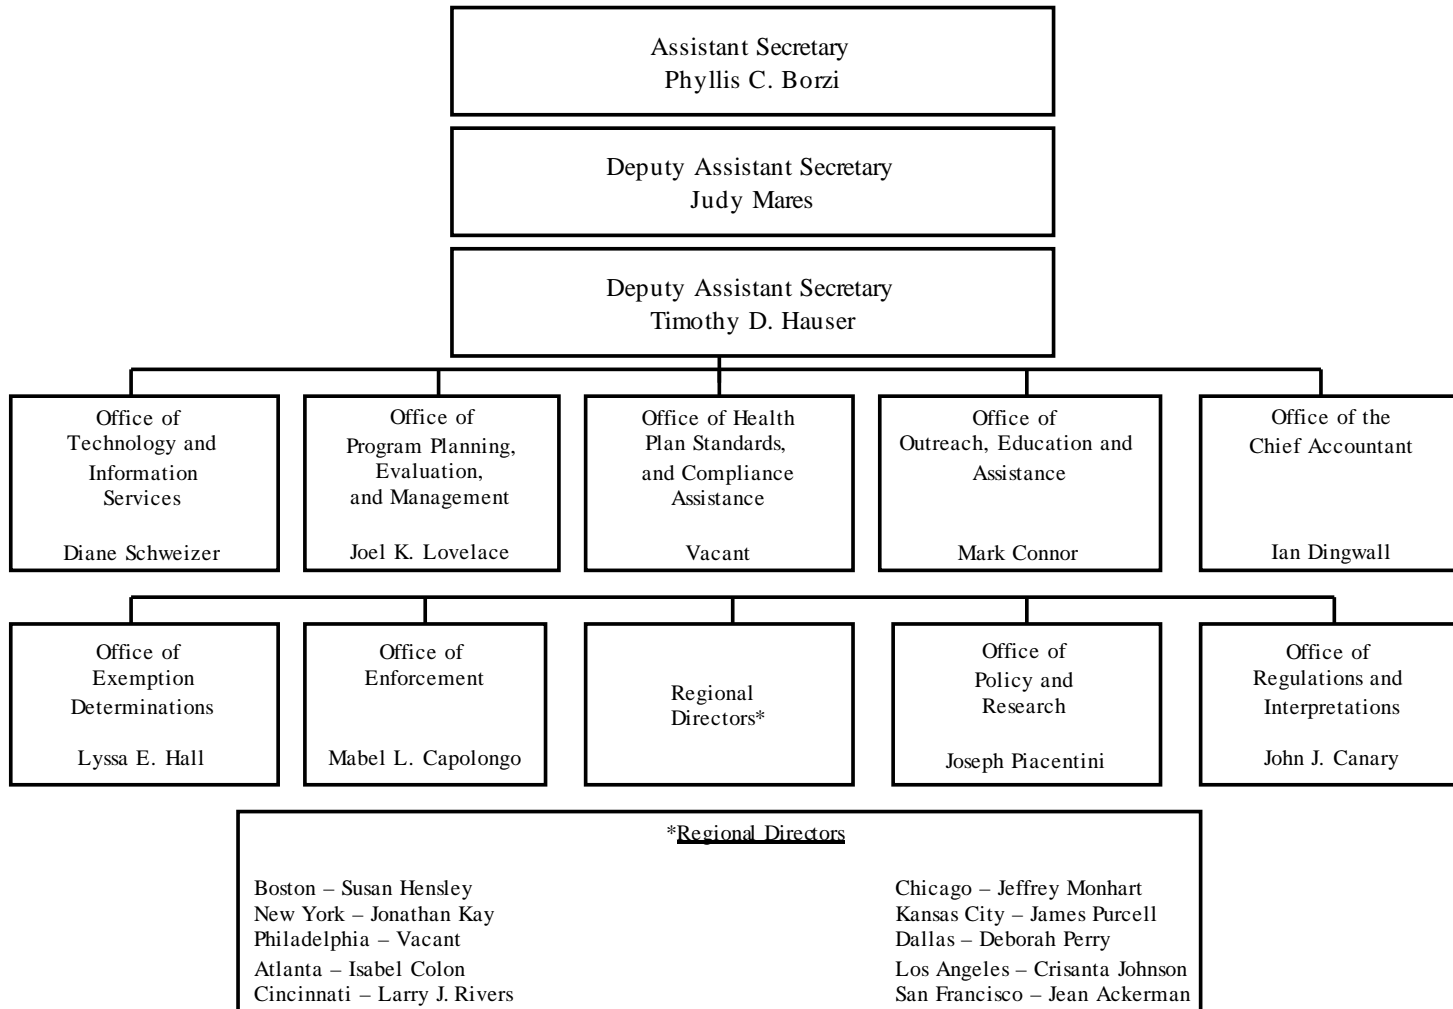 Assistant Secretary
Phyllis C. Borzi
Deputy Assistant Secretary
Judy Mares
Deputy Assistant Secretary
Timothy D. Hauser
Office of
Technology and
Information
Services
Diane Schweizer
Office of
Program Planning,
Evaluation,
and Management
Joel K. Lovelace
Office of Health
Plan Standards,
and Compliance
Assistance
Vacant
Office of
Outreach, Education and
Assistance
Mark Connor
Office of the
Chief Accountant
Ian Dingwall
Office of
Exemption
Determinations
Lyssa E. Hall
Office of
Enforcement
Mabel L. Capolongo
Regional
Directors*
Office of
Policy and
Research
Joseph Piacentini
Office of
Regulations and
Interpretations
John J. Canary
*Regional Directors
Boston – Susan Hensley
New York – Jonathan Kay
Philadelphia – Vacant
Atlanta – Isabel Colon
Cincinnati – Larry J. Rivers
Chicago – Jeffrey Monhart
Kansas City – James Purcell
Dallas – Deborah Perry
Los Angeles – Crisanta Johnson
San Francisco – Jean Ackerman